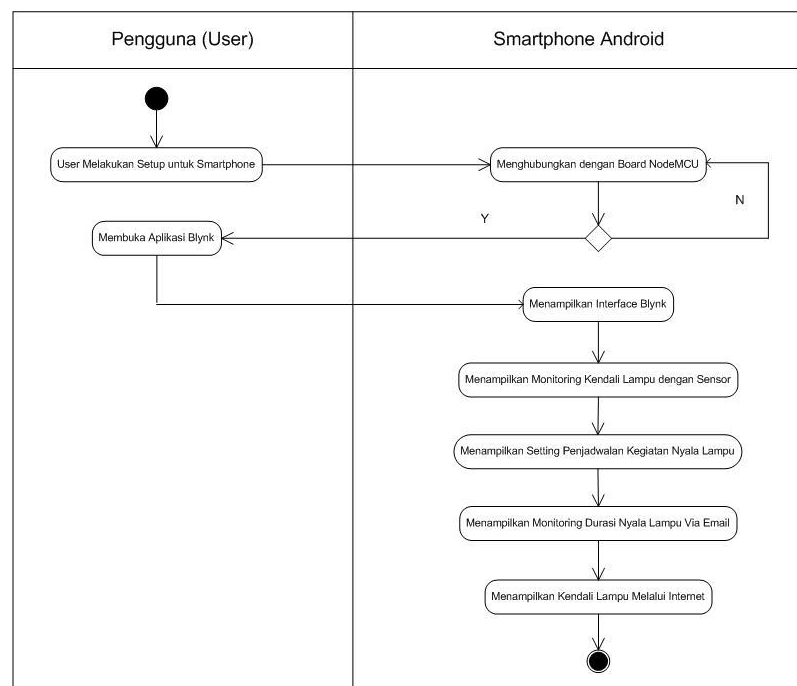 Pengguna (User)
Smartphone Android
User Melakukan Setup untuk Smartphone
Menghubungkan dengan Board NodeMCU
N
Y
Membuka Aplikasi Blynk
Menampilkan Interface Blynk
Menampilkan Monitoring Kendali Lampu dengan Sensor
Menampilkan Setting Penjadwalan Kegiatan Nyala Lampu
Menampilkan Monitoring Durasi Nyala Lampu Via Email
Menampilkan Kendali Lampu Melalui Internet